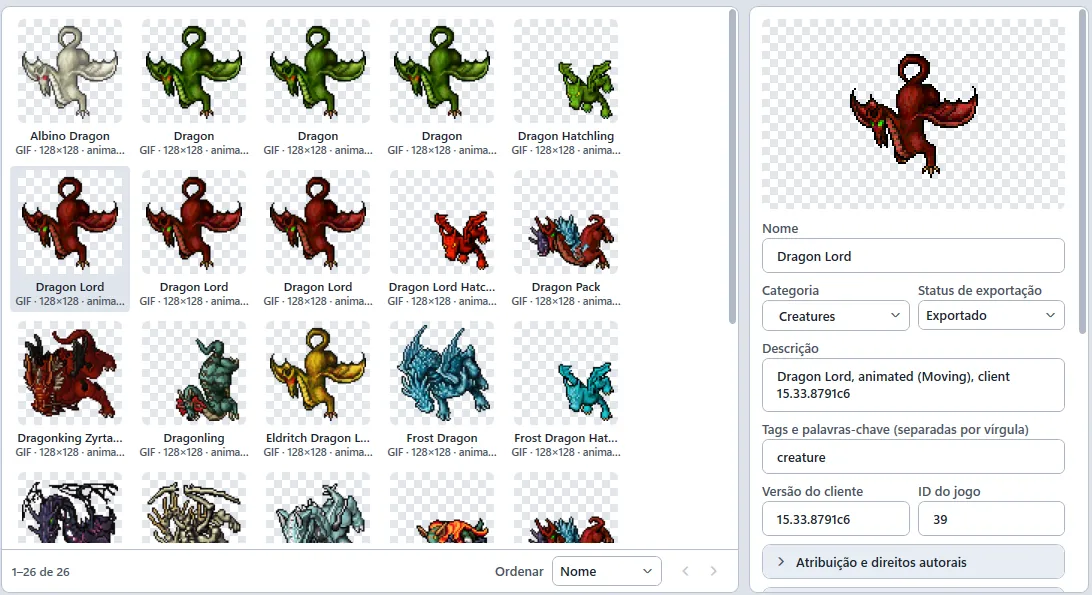 Albino Dragon
GIF · 128×128 · anima...
Dragon
GIF · 128×128 · anima...
Dragon
GIF · 128×128 · anima...
Dragon
GIF · 128×128 · anima...
Dragon Hatchling
GIF · 128×128 · anima...
Dragon Lord
GIF · 128×128 · anima...
Dragon Lord
GIF · 128×128 · anima...
Dragon Lord
GIF · 128×128 · anima...
Dragon Lord Hatc...
GIF · 128×128 · anima...
Dragon Pack
GIF · 128×128 · anima...
Dragonking Zyrta...
GIF · 128×128 · anima...
Dragonling
GIF · 128×128 · anima...
Eldritch Dragon L...
GIF · 128×128 · anima...
Frost Dragon
GIF · 128×128 · anima...
Frost Dragon Hat...
GIF · 128×128 · anima...
1–26 de 26
Ordenar
Nome
Nome
Dragon Lord
Categoria
Creatures
Status de exportação
Exportado
Descrição
Dragon Lord, animated (Moving), client
15.33.8791c6
Tags e palavras-chave (separadas por vírgula)
creature
Versão do cliente
15.33.8791c6
ID do jogo
39
Atribuição e direitos autorais